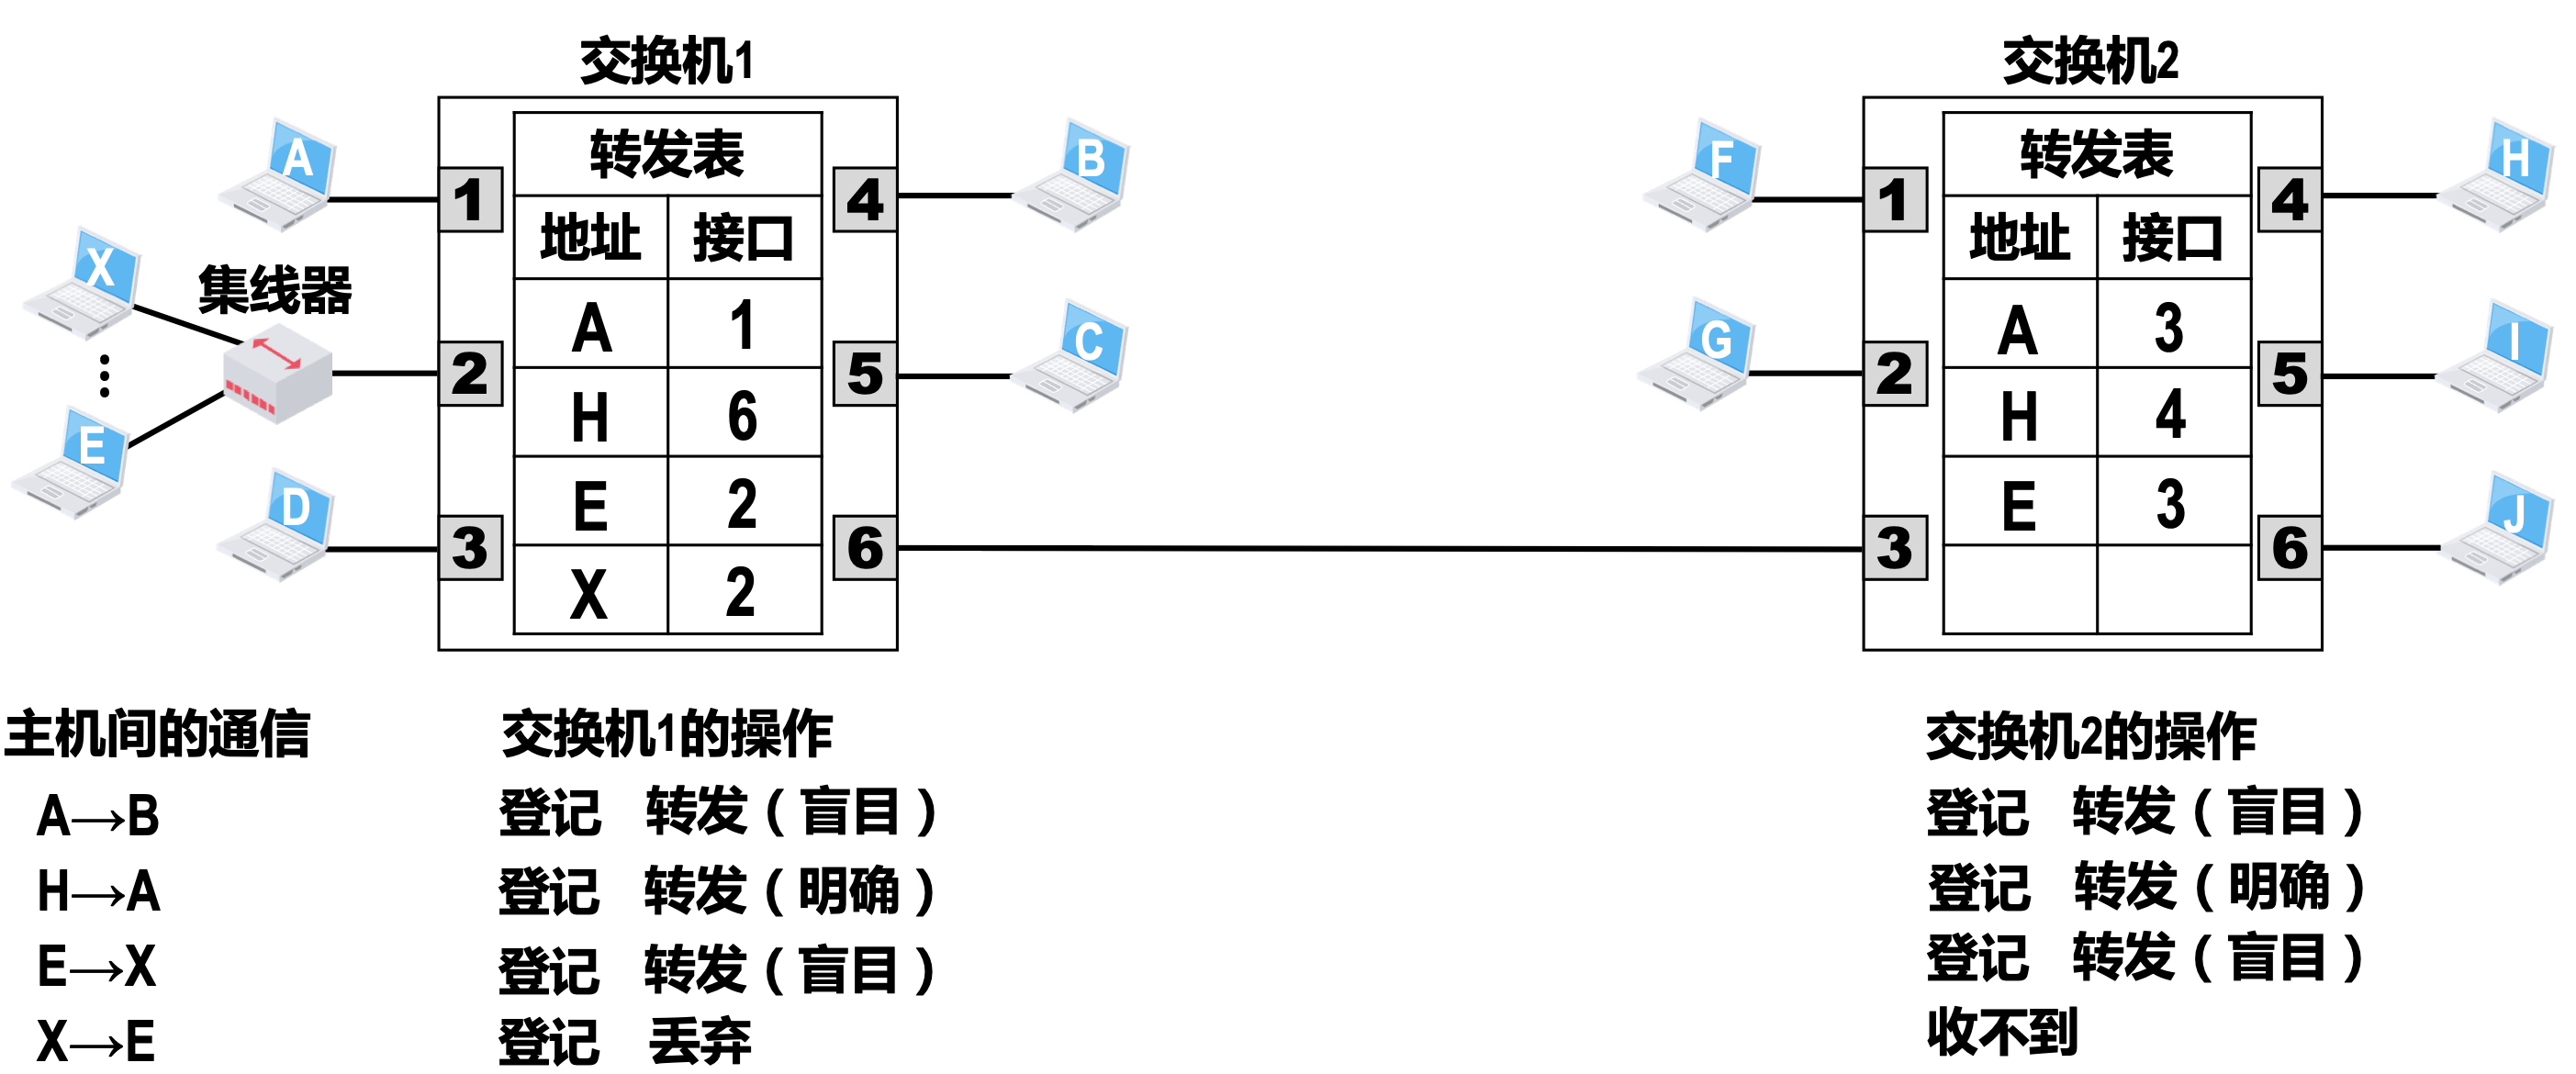 交换机1
交换机2
A
1
转发表
4
B
F
1
转发表
4
H
X
集线器
地址 接口
地址 接口
A 1
A 3
2
5
C
G
2
5
I
H 6
H 4
E
E 2
E 3
D
3
6
3
6
J
X 2
主机间的通信 交换机1的操作 交换机2的操作
A→B 登记 转发（盲目） 登记 转发（盲目）
H→A 登记 转发（明确） 登记 转发（明确）
E→X 登记 转发（盲目） 登记 转发（盲目）
X→E 登记 丢弃 收不到